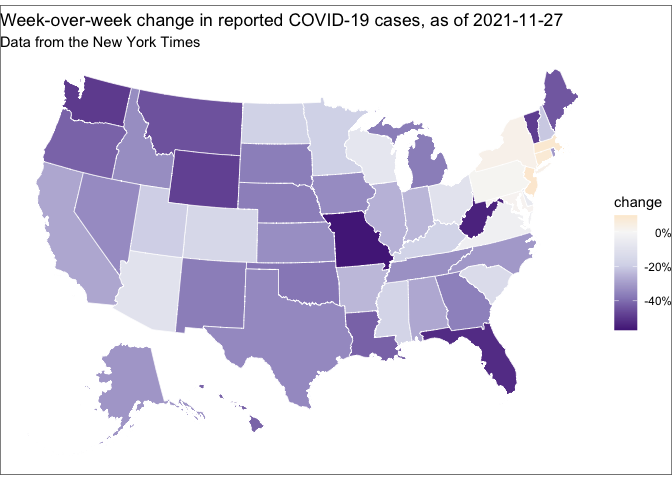 Week-over-week change in reported COVID-19 cases, as of 2021-11-27
Data from the New York Times
change
0%
-20%
-40%